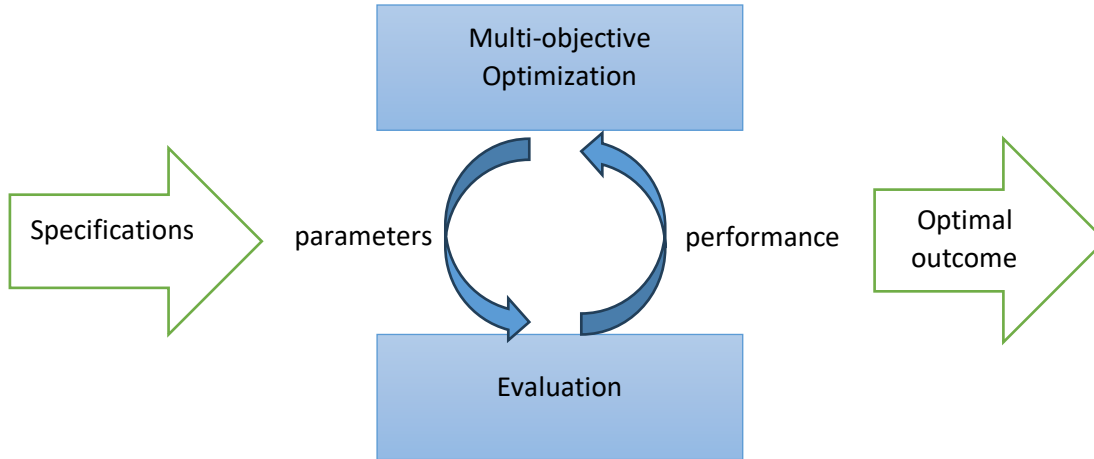 Multi-objective
Optimization
Specifications
parameters
performance
Optimal
outcome
Evaluation